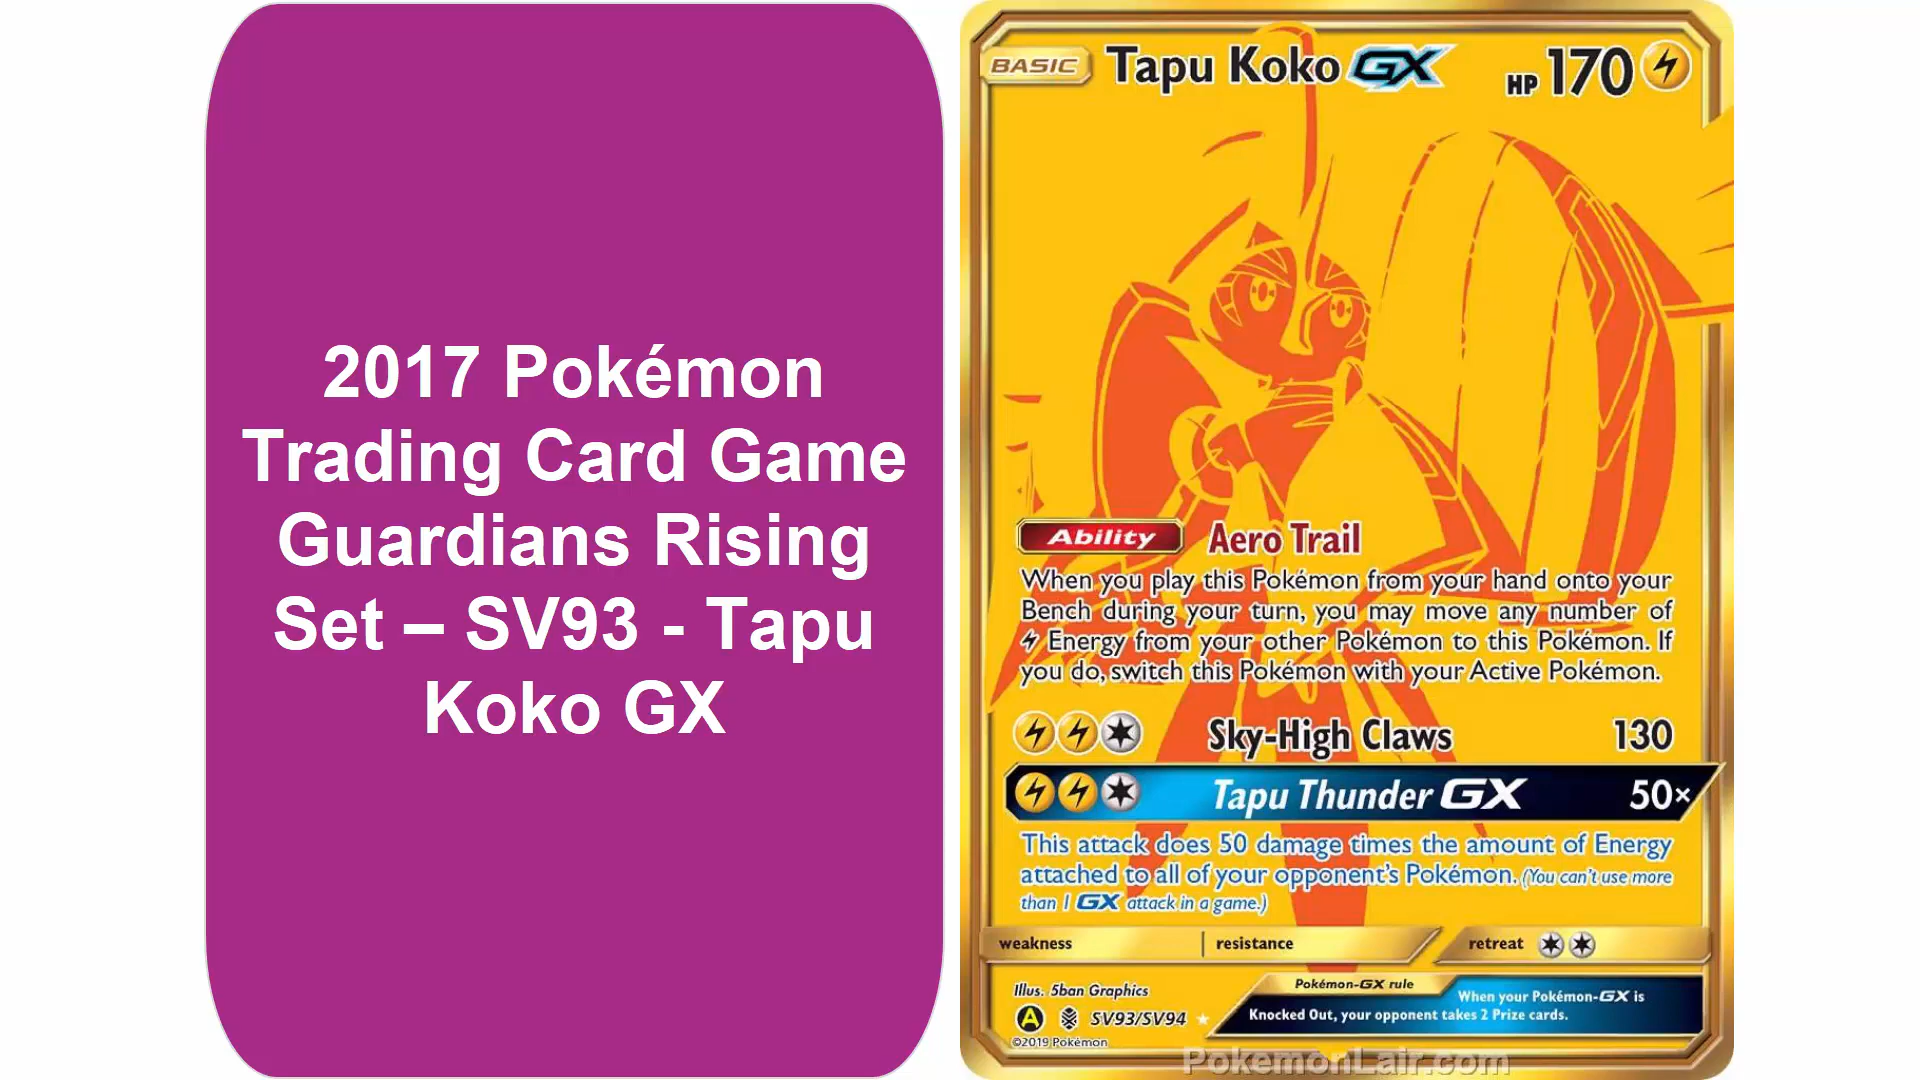 2017 Pokémon
Trading Card Game
Guardians Rising
Set – SV93 - Tapu
Koko GX
BASIC Tapu Koko GX HP 170
Ability Aero Trail
When you play this Pokémon from your hand onto your
Bench during your turn, you may move any number of
Energy from your other Pokémon to this Pokémon. If
you do, switch this Pokémon with your Active Pokémon.
Sky-High Claws 130
Tapu Thunder GX 50×
This attack does 50 damage times the amount of Energy
attached to all of your opponent's Pokémon. (You can't use more
than 1 GX attack in a game.)
weakness resistance retreat
Illus. 5ban Graphics
A SV93/SV94
©2019 Pokémon
Pokémon-GX rule
When your Pokémon-GX is
Knocked Out, your opponent takes 2 Prize cards.
PokemonLair.com